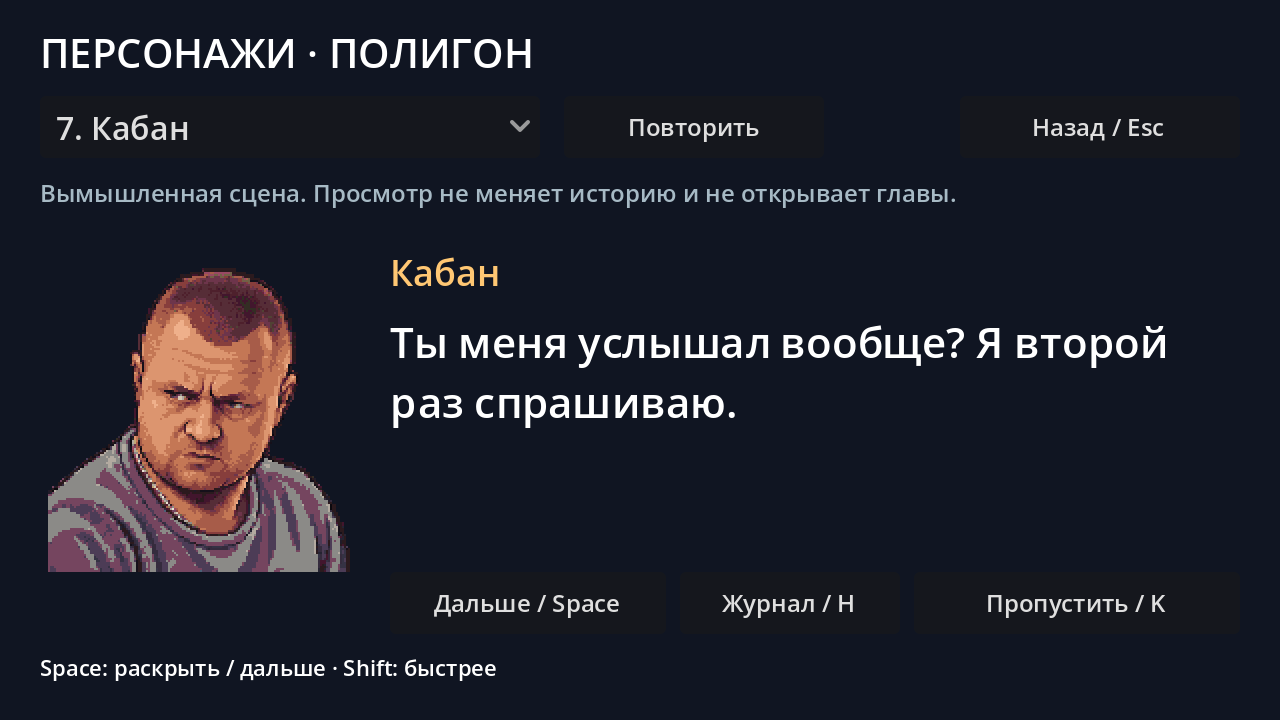 ПЕРСОНАЖИ · ПОЛИГОН
7. Кабан
Повторить
Назад / Esc
Вымышленная сцена. Просмотр не меняет историю и не открывает главы.
Кабан
Ты меня услышал вообще? Я второй
раз спрашиваю.
Дальше / Space
Журнал / H
Пропустить / K
Space: раскрыть / дальше · Shift: быстрее